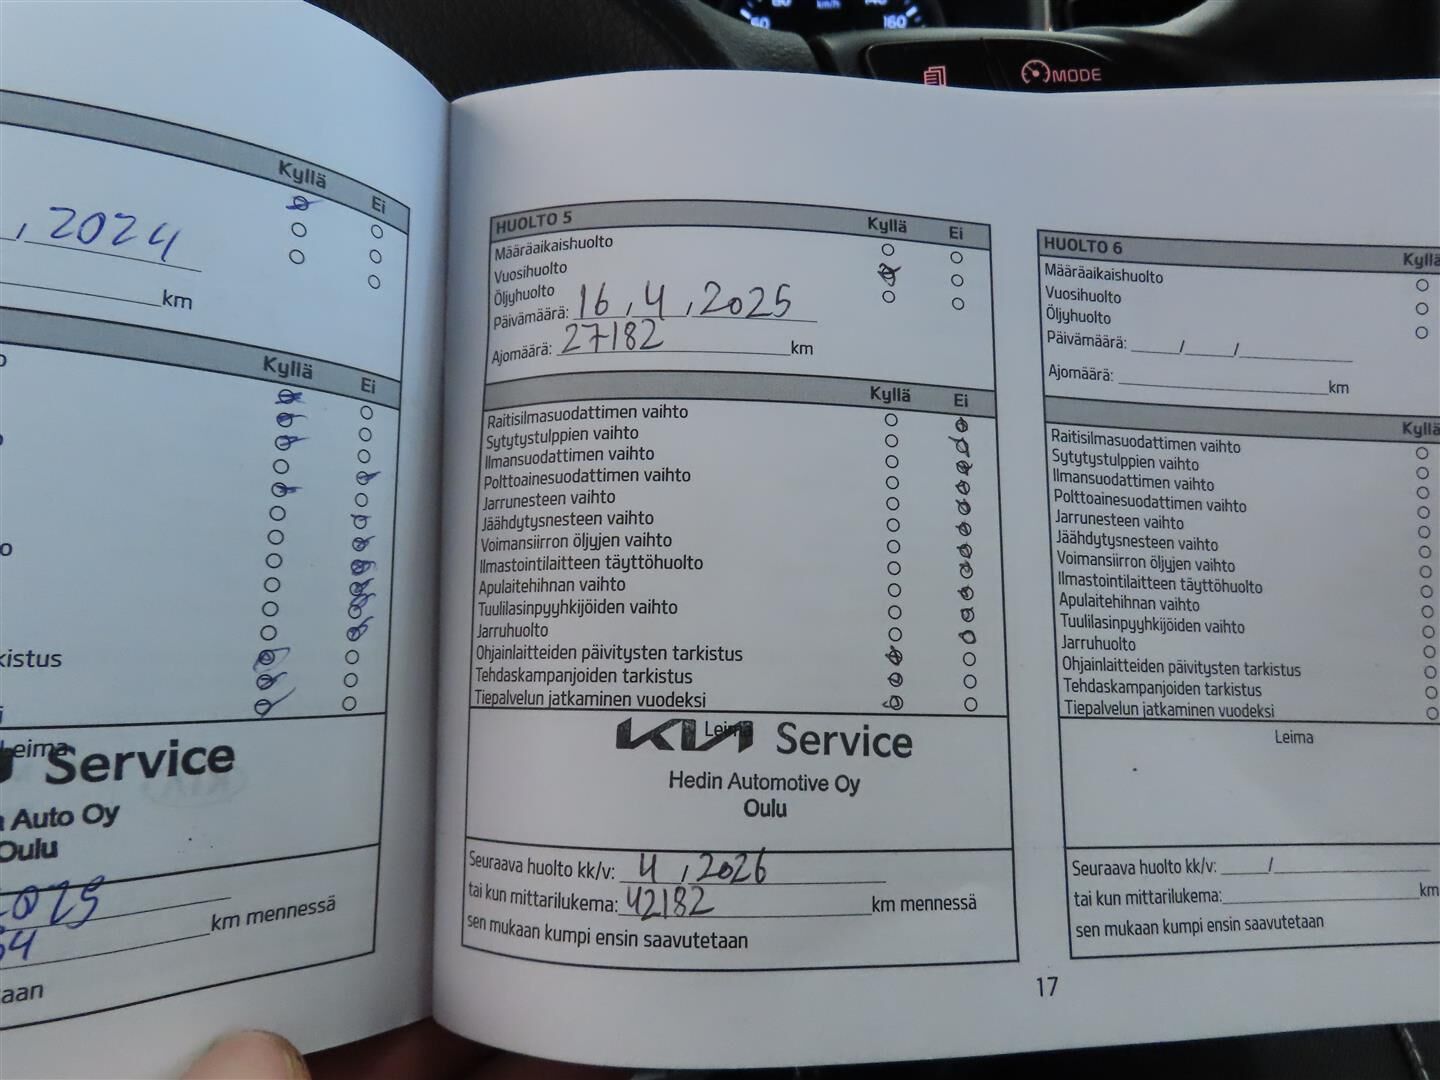 60
80
km/h
140
160
MODE
Kyllä Ei
, 2024
km
Kyllä Ei
o
kistus
Leima
Service
Auto Oy
Oulu
2025
km mennessä
HUOLTO 5 Kyllä Ei
Määräaikaishuolto
Vuosihuolto
Öljyhuolto
Päivämäärä: 16, 4, 2025
Ajomäärä: 27182 km
Kyllä Ei
Raitisilmasuodattimen vaihto
Sytytystulppien vaihto
Ilmansuodattimen vaihto
Polttoainesuodattimen vaihto
Jarrunesteen vaihto
Jäähdytysnesteen vaihto
Voimansiirron öljyjen vaihto
Ilmastointilaitteen täyttöhuolto
Apulaitehihnan vaihto
Tuulilasinpyyhkijöiden vaihto
Jarruhuolto
Ohjainlaitteiden päivitysten tarkistus
Tehdaskampanjoiden tarkistus
Tiepalvelun jatkaminen vuodeksi
Leima
KIA Service
Hedin Automotive Oy
Oulu
Seuraava huolto kk/v: 4, 2026
tai kun mittarilukema: 42182 km mennessä
sen mukaan kumpi ensin saavutetaan
HUOLTO 6 Kyllä
Määräaikaishuolto
Vuosihuolto
Öljyhuolto
Päivämäärä: / /
Ajomäärä: km
Kyllä
Raitisilmasuodattimen vaihto
Sytytystulppien vaihto
Ilmansuodattimen vaihto
Polttoainesuodattimen vaihto
Jarrunesteen vaihto
Jäähdytysnesteen vaihto
Voimansiirron öljyjen vaihto
Ilmastointilaitteen täyttöhuolto
Apulaitehihnan vaihto
Tuulilasinpyyhkijöiden vaihto
Jarruhuolto
Ohjainlaitteiden päivitysten tarkistus
Tehdaskampanjoiden tarkistus
Tiepalvelun jatkaminen vuodeksi
Leima
Seuraava huolto kk/v: /
tai kun mittarilukema: km
sen mukaan kumpi ensin saavutetaan
17